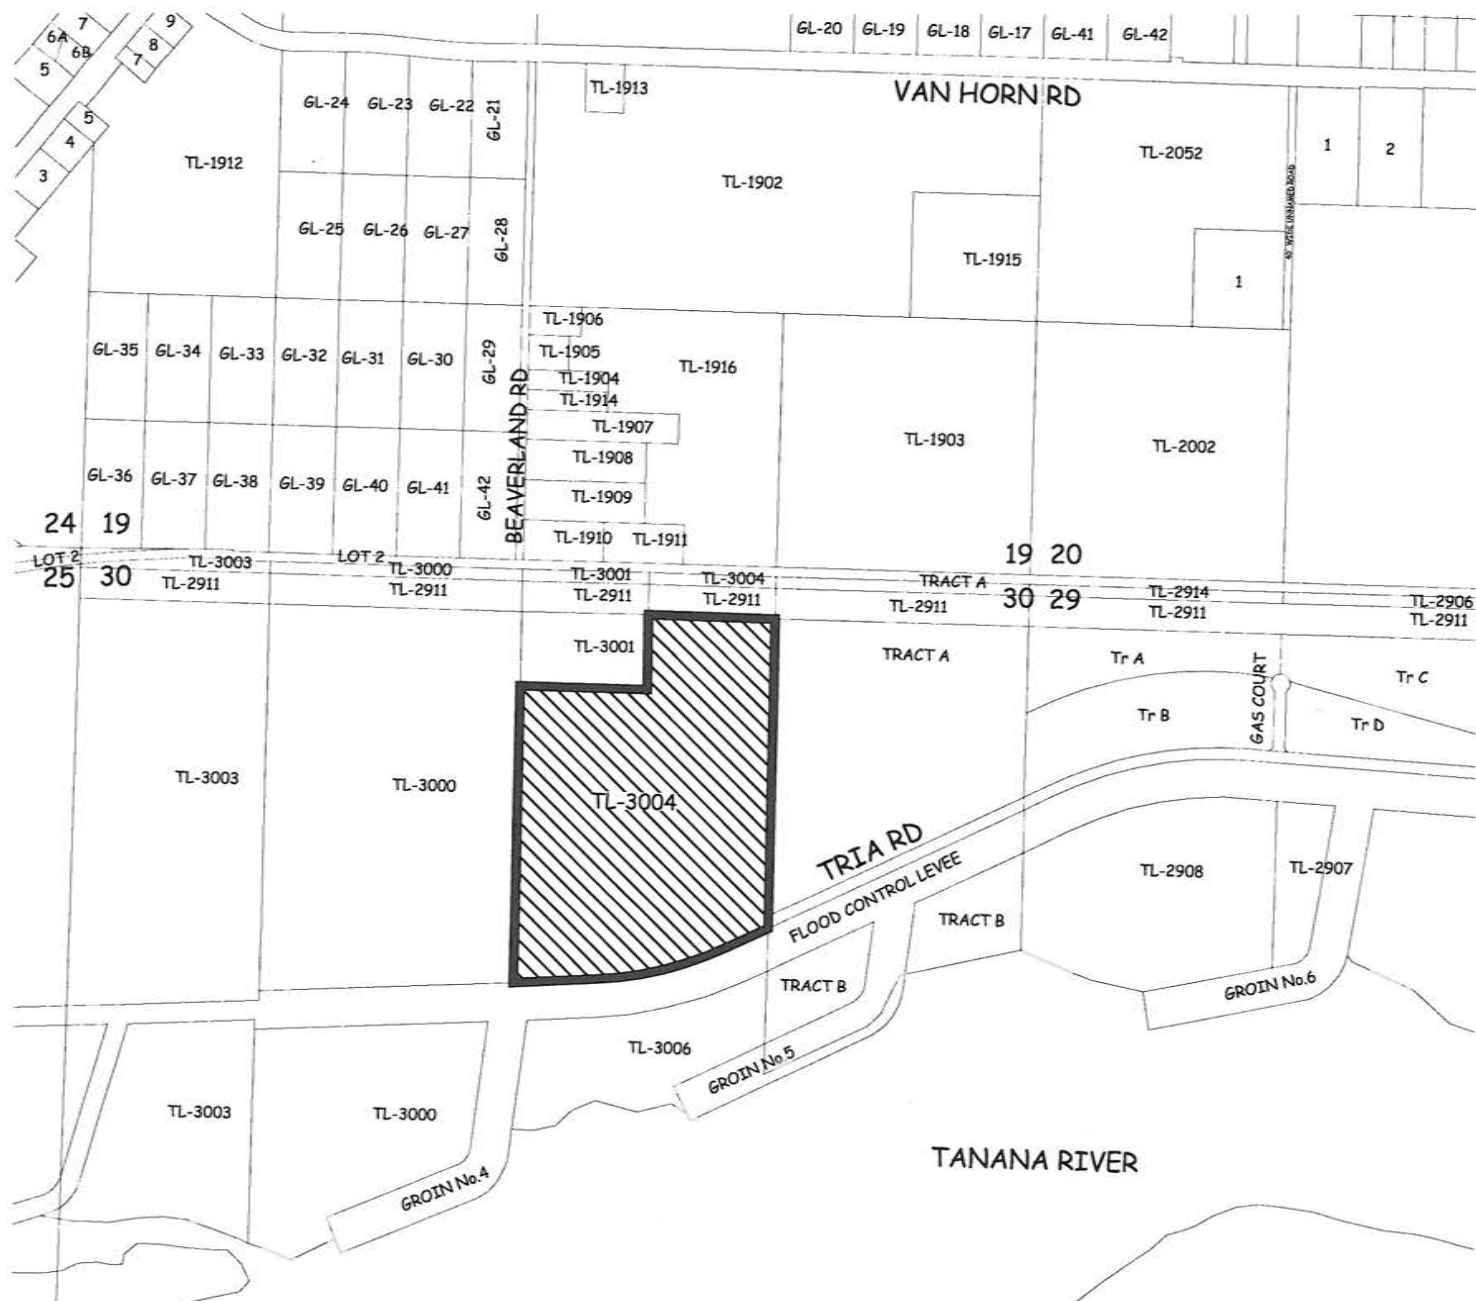 7
9
6A
6B
8
5
7
GL-20
GL-19
GL-18
GL-17
GL-41
GL-42
VAN HORN RD
TL-1913
GL-24
GL-23
GL-22
GL-21
5
4
3
TL-1912
TL-1902
TL-2052
1
2
40' WIDE UNNAMED ROAD
GL-25
GL-26
GL-27
GL-28
TL-1915
1
TL-1906
GL-35
GL-34
GL-33
GL-32
GL-31
GL-30
GL-29
TL-1905
TL-1916
TL-1904
TL-1914
BEAVERLAND RD
TL-1907
TL-1903
TL-2002
TL-1908
GL-36
GL-37
GL-38
GL-39
GL-40
GL-41
GL-42
TL-1909
24 19
TL-1910
TL-1911
19 20
LOT 2
TL-3003
LOT 2
TL-3000
TL-3001
TL-3004
TRACT A
TL-2914
TL-2906
25 30
TL-2911
TL-2911
TL-2911
TL-2911
TL-2911
30 29
TL-2911
TL-2911
TL-3001
TRACT A
Tr A
GAS COURT
Tr C
Tr B
Tr D
TL-3003
TL-3000
TL-3004
TRIA RD
FLOOD CONTROL LEVEE
TL-2908
TL-2907
TRACT B
TRACT B
GROIN No.6
TL-3006
GROIN No.5
TL-3003
TL-3000
TANANA RIVER
GROIN No.4